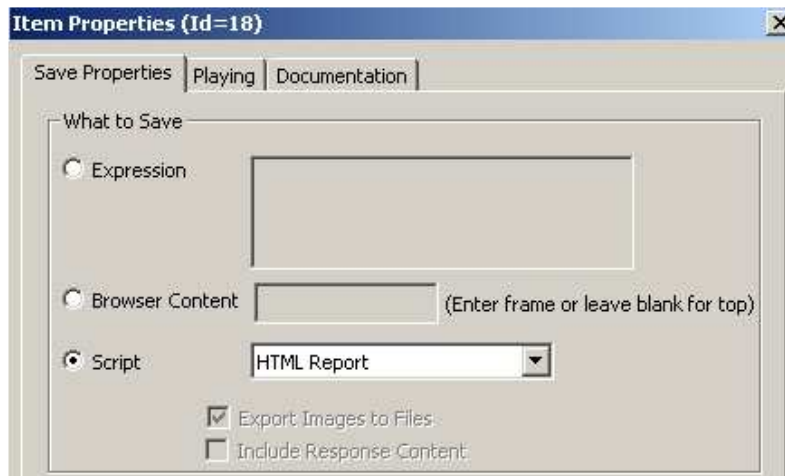 Item Properties (Id=18)
Save Properties
Playing
Documentation
What to Save
Expression
Browser Content
(Enter frame or leave blank for top)
Script
HTML Report
Export Images to Files
Include Response Content